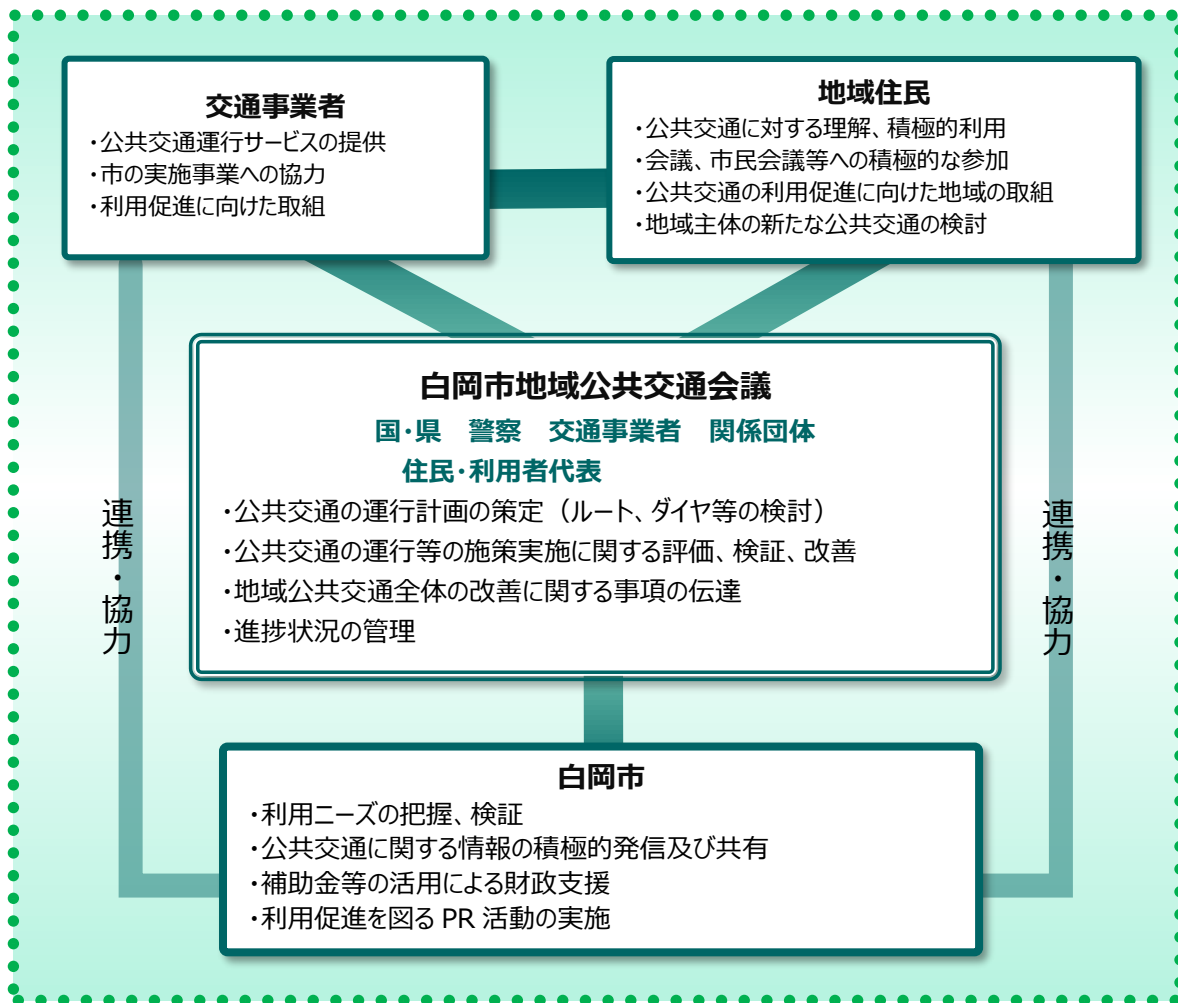 交通事業者
・公共交通運行サービスの提供
・市の実施事業への協力
・利用促進に向けた取組
地域住民
・公共交通に対する理解、積極的利用
・会議、市民会議等への積極的な参加
・公共交通の利用促進に向けた地域の取組
・地域主体の新たな公共交通の検討
白岡市地域公共交通会議
国・県　警察　交通事業者　関係団体
住民・利用者代表
・公共交通の運行計画の策定（ルート、ダイヤ等の検討）
・公共交通の運行等の施策実施に関する評価、検証、改善
・地域公共交通全体の改善に関する事項の伝達
・進捗状況の管理
連携・協力
連携・協力
白岡市
・利用ニーズの把握、検証
・公共交通に関する情報の積極的発信及び共有
・補助金等の活用による財政支援
・利用促進を図る PR 活動の実施